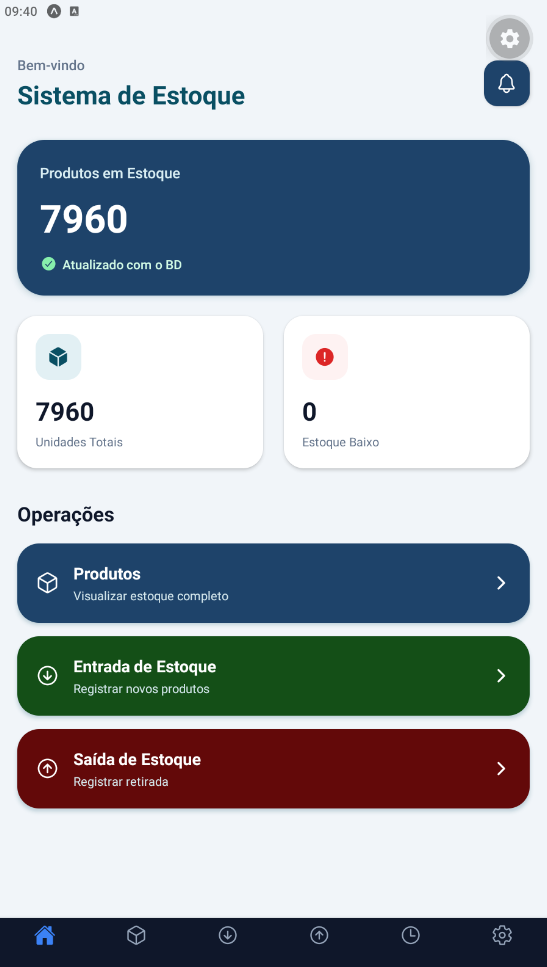 09:40
Bem-vindo
Sistema de Estoque
Produtos em Estoque
7960
Atualizado com o BD
7960
Unidades Totais
0
Estoque Baixo
Operações
Produtos
Visualizar estoque completo
Entrada de Estoque
Registrar novos produtos
Saída de Estoque
Registrar retirada